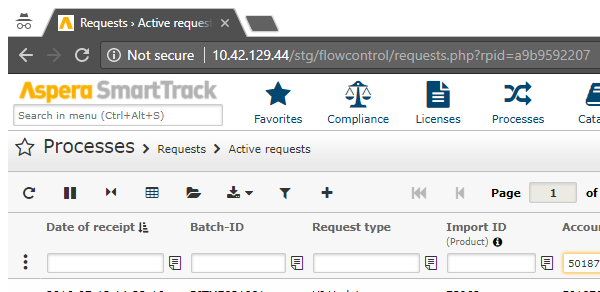 Requests › Active reques
Not secure 10.42.129.44/stg/flowcontrol/requests.php?rpid=a9b9592207
Aspera SmartTrack
Search in menu (Ctrl+Alt+S)
Favorites Compliance Licenses Processes Cata
Processes › Requests › Active requests
Page 1 of
Date of receipt Batch-ID Request type Import ID Accou
(Product)
50187